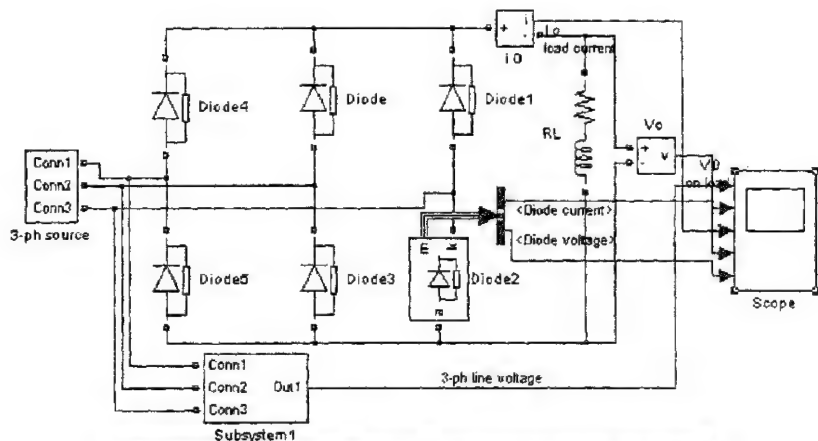 +
i
Io
load current
i0
Diode4
Diode
Diode1
RL
Vo
+
-
v
V0
on load
Conn1
Conn2
Conn3
3-ph source
<Diode current>
<Diode voltage>
Diode5
Diode3
m
k
a
Diode2
Scope
Conn1
Conn2
Conn3
Out1
Subsystem1
3-ph line voltage